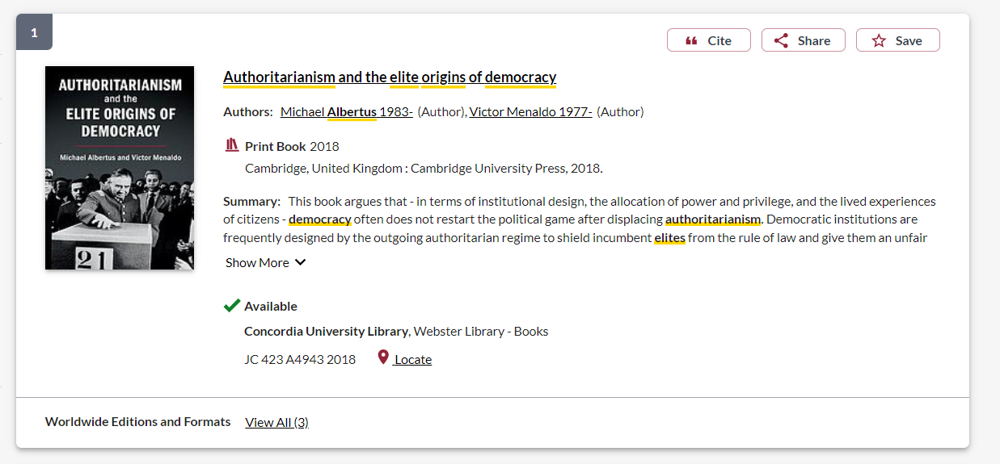 1
Cite
Share
Save
AUTHORITARIANISM
and the
ELITE ORIGINS OF
DEMOCRACY
Michael Albertus and Victor Menaldo
21
Authoritarianism and the elite origins of democracy
Authors: Michael Albertus 1983- (Author), Victor Menaldo 1977- (Author)
Print Book 2018
Cambridge, United Kingdom : Cambridge University Press, 2018.
Summary: This book argues that - in terms of institutional design, the allocation of power and privilege, and the lived experiences
of citizens - democracy often does not restart the political game after displacing authoritarianism. Democratic institutions are
frequently designed by the outgoing authoritarian regime to shield incumbent elites from the rule of law and give them an unfair
Show More
Available
Concordia University Library, Webster Library - Books
JC 423 A4943 2018 Locate
Worldwide Editions and Formats View All (3)